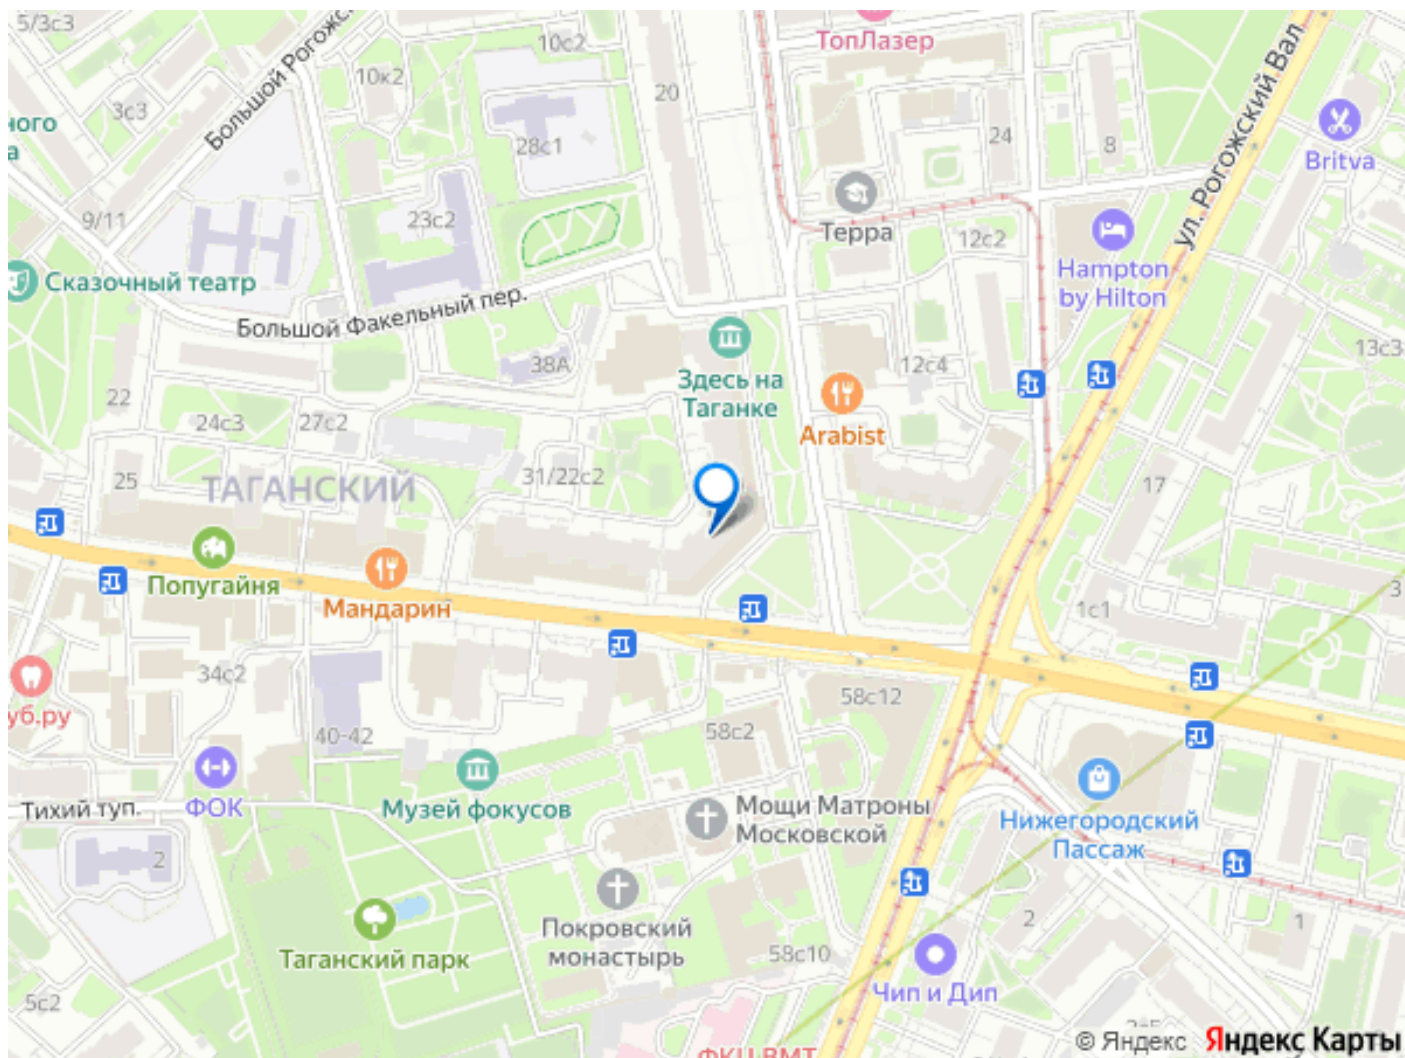 5/3с3
Большой Рогожск
10с2
ТопЛазер
10к2
20
ул. Рогожский Вал
3с3
ного
а
28с1
24
8
Britva
9/11
23с2
Терра
12с2
Сказочный театр
Hampton
by Hilton
Большой Факельный пер.
38А
Здесь на
Таганке
12с4
13с3
22
24с3
27с2
Arabist
25
ТАГАНСКИЙ
31/22с2
17
Попугайня
Мандарин
1с1
3
34с2
58с12
уб.ру
40-42
58с2
ФОК
Музей фокусов
Мощи Матроны
Московской
Нижегородский
Пассаж
Тихий туп.
2
Покровский
монастырь
2
1
Таганский парк
58с10
Чип и Дип
5с2
ФКЦ ВМТ
© Яндекс Яндекс Карты